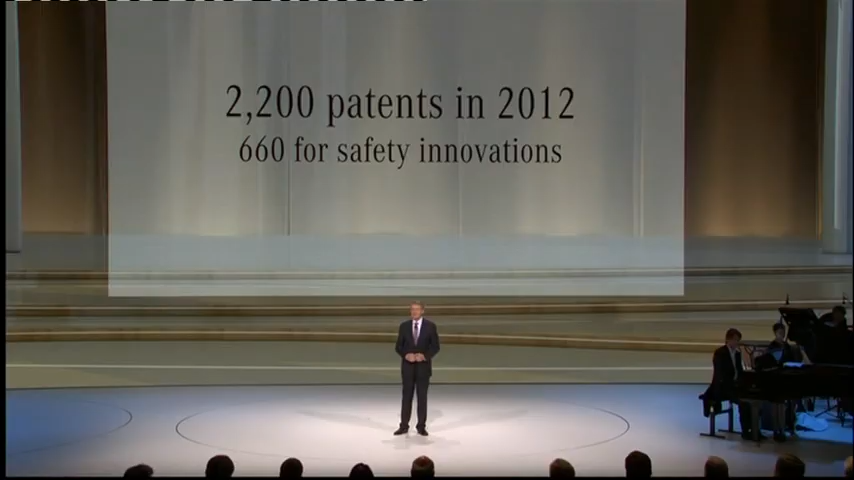 2,200 patents in 2012
660 for safety innovations